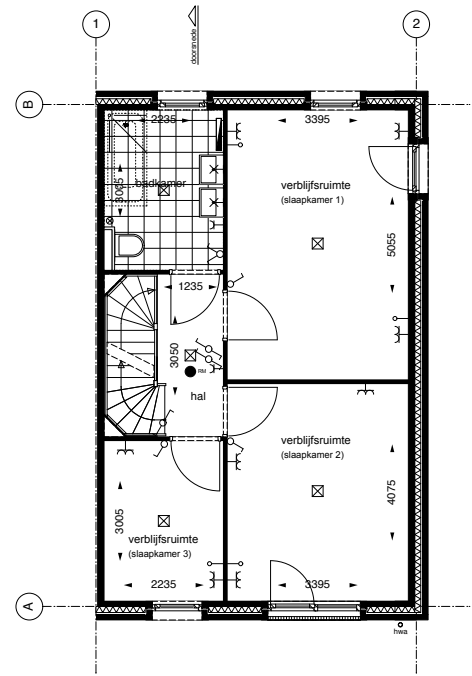 1
2
doorsnede
B
2235
3395
badkamer
3005
verblijfsruimte
(slaapkamer 1)
5055
1235
3050
RM
hal
verblijfsruimte
(slaapkamer 2)
4075
3005
verblijfsruimte
(slaapkamer 3)
2235
3395
A
hwa